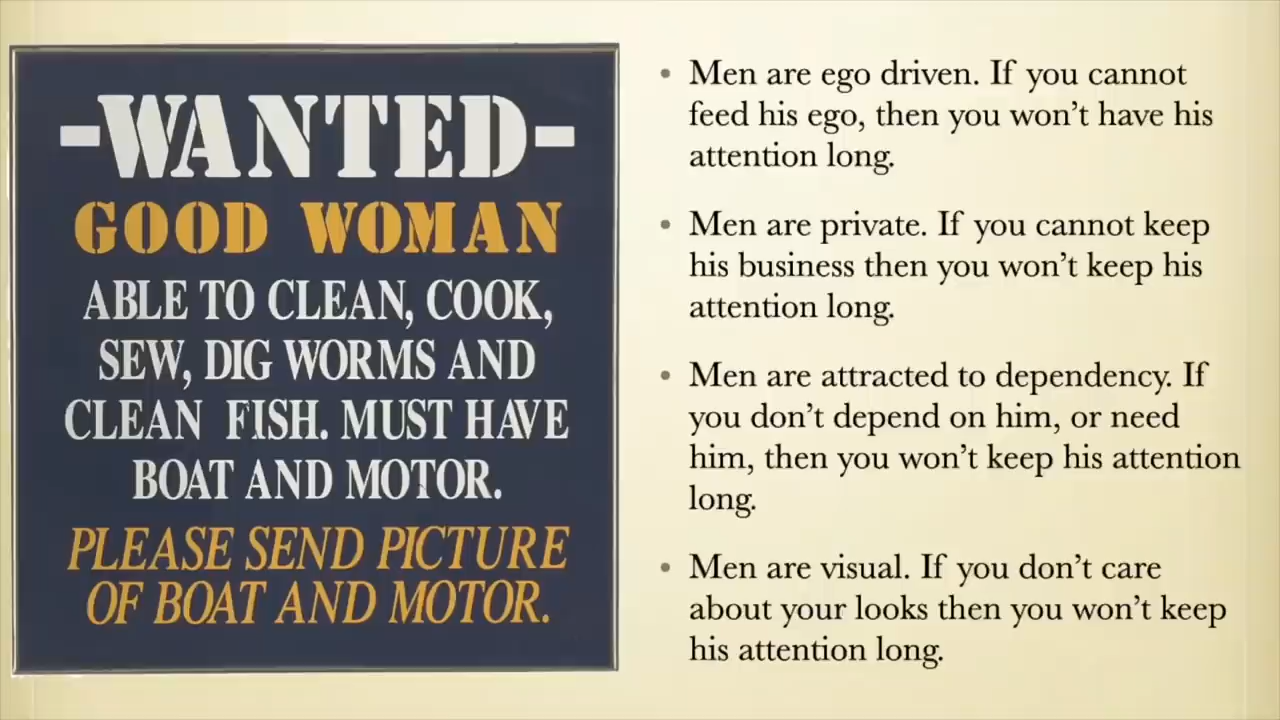 -WANTED-
GOOD WOMAN
ABLE TO CLEAN, COOK,
SEW, DIG WORMS AND
CLEAN FISH. MUST HAVE
BOAT AND MOTOR.
PLEASE SEND PICTURE
OF BOAT AND MOTOR.
• Men are ego driven. If you cannot
feed his ego, then you won't have his
attention long.
• Men are private. If you cannot keep
his business then you won't keep his
attention long.
• Men are attracted to dependency. If
you don't depend on him, or need
him, then you won't keep his attention
long.
• Men are visual. If you don't care
about your looks then you won't keep
his attention long.